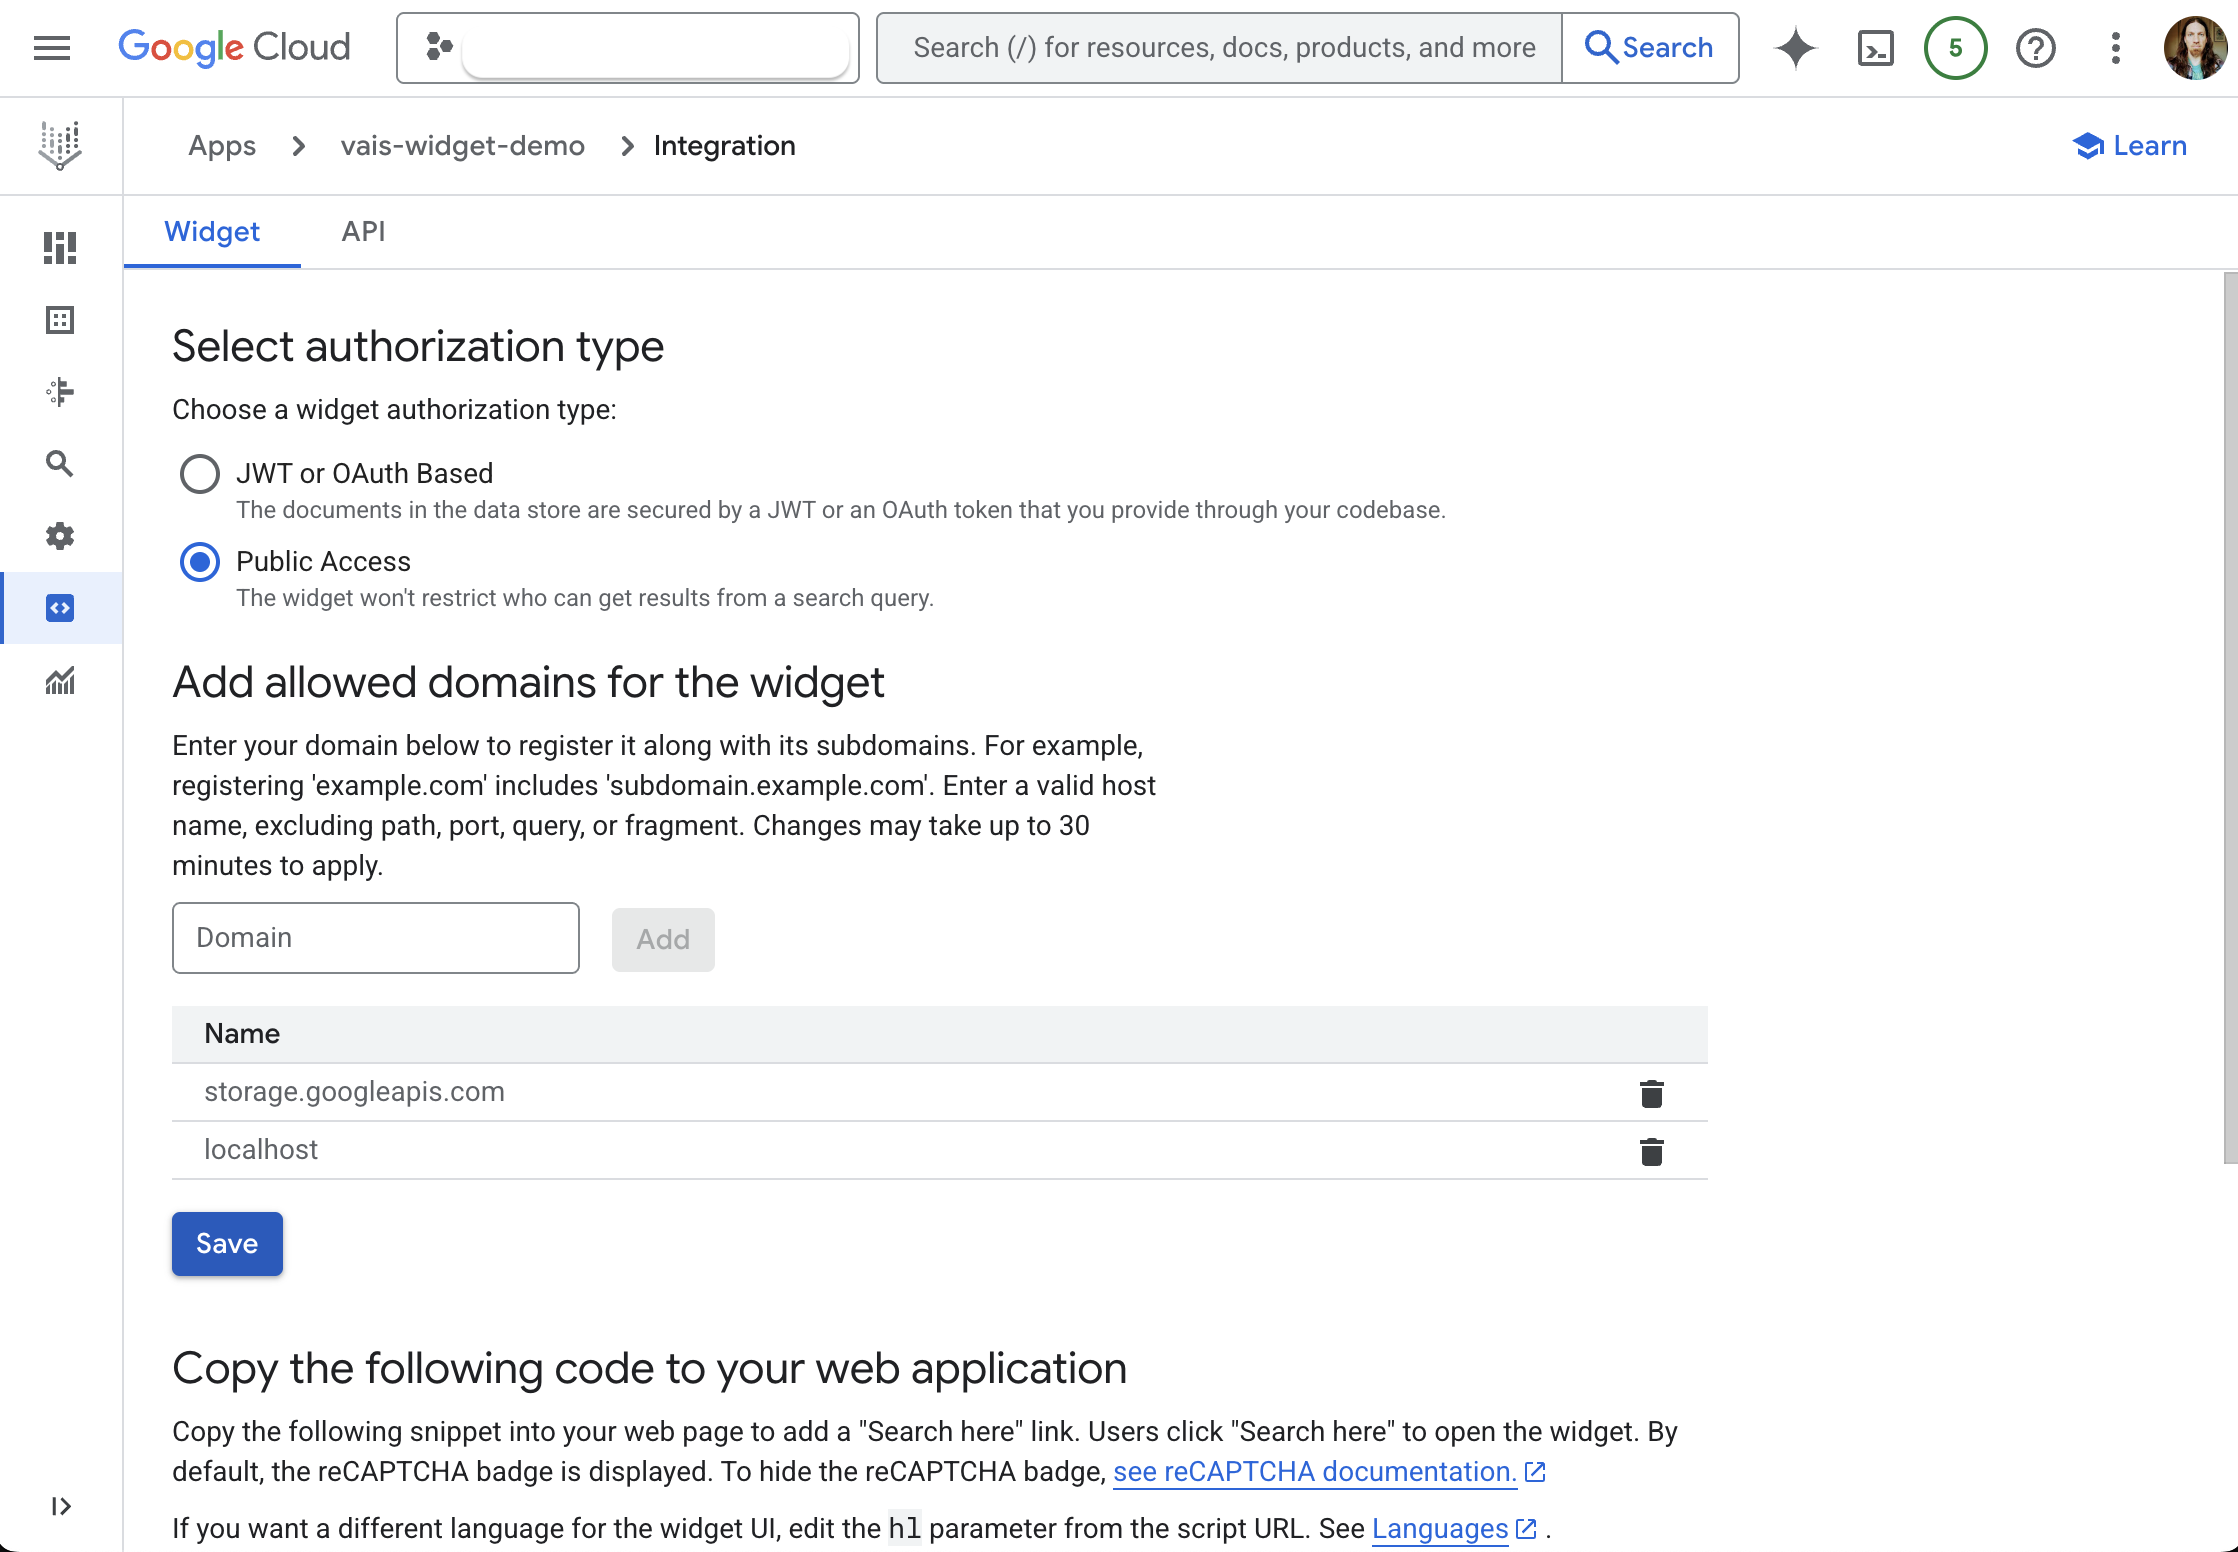 Google Cloud
Search (/) for resources, docs, products, and more
Search
5
Apps
vais-widget-demo
Integration
Learn
Widget
API
Select authorization type
Choose a widget authorization type:
JWT or OAuth Based
The documents in the data store are secured by a JWT or an OAuth token that you provide through your codebase.
Public Access
The widget won't restrict who can get results from a search query.
Add allowed domains for the widget
Enter your domain below to register it along with its subdomains. For example,
registering 'example.com' includes 'subdomain.example.com'. Enter a valid host
name, excluding path, port, query, or fragment. Changes may take up to 30
minutes to apply.
Domain
Add
Name
storage.googleapis.com
localhost
Save
Copy the following code to your web application
Copy the following snippet into your web page to add a "Search here" link. Users click "Search here" to open the widget. By
default, the reCAPTCHA badge is displayed. To hide the reCAPTCHA badge, see reCAPTCHA documentation.
If you want a different language for the widget UI, edit the hl parameter from the script URL. See Languages .